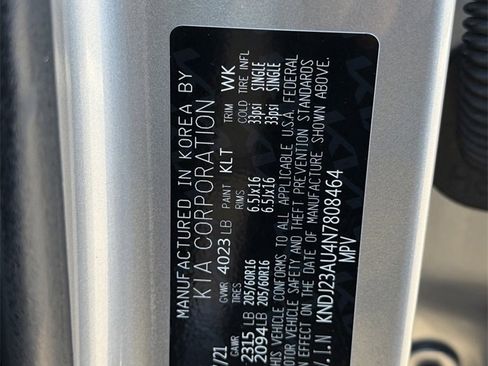 MANUFACTURED IN KOREA BY
KIA CORPORATION
/21 GVWR 4023 LB PAINT KLT TRIM WK
GAWR TIRES RIMS COLD TIRE INFL
2315 LB 205/60R16 6.5Jx16 33psi SINGLE
2094LB 205/60R16 6.5Jx16 33psi SINGLE
THIS VEHICLE CONFORMS TO ALL APPLICABLE U.S.A. FEDERAL
MOTOR VEHICLE SAFETY AND THEFT PREVENTION STANDARDS
IN EFFECT ON THE DATE OF MANUFACTURE SHOWN ABOVE.
V.I.N KNDJ23AU4N7808464
MPV